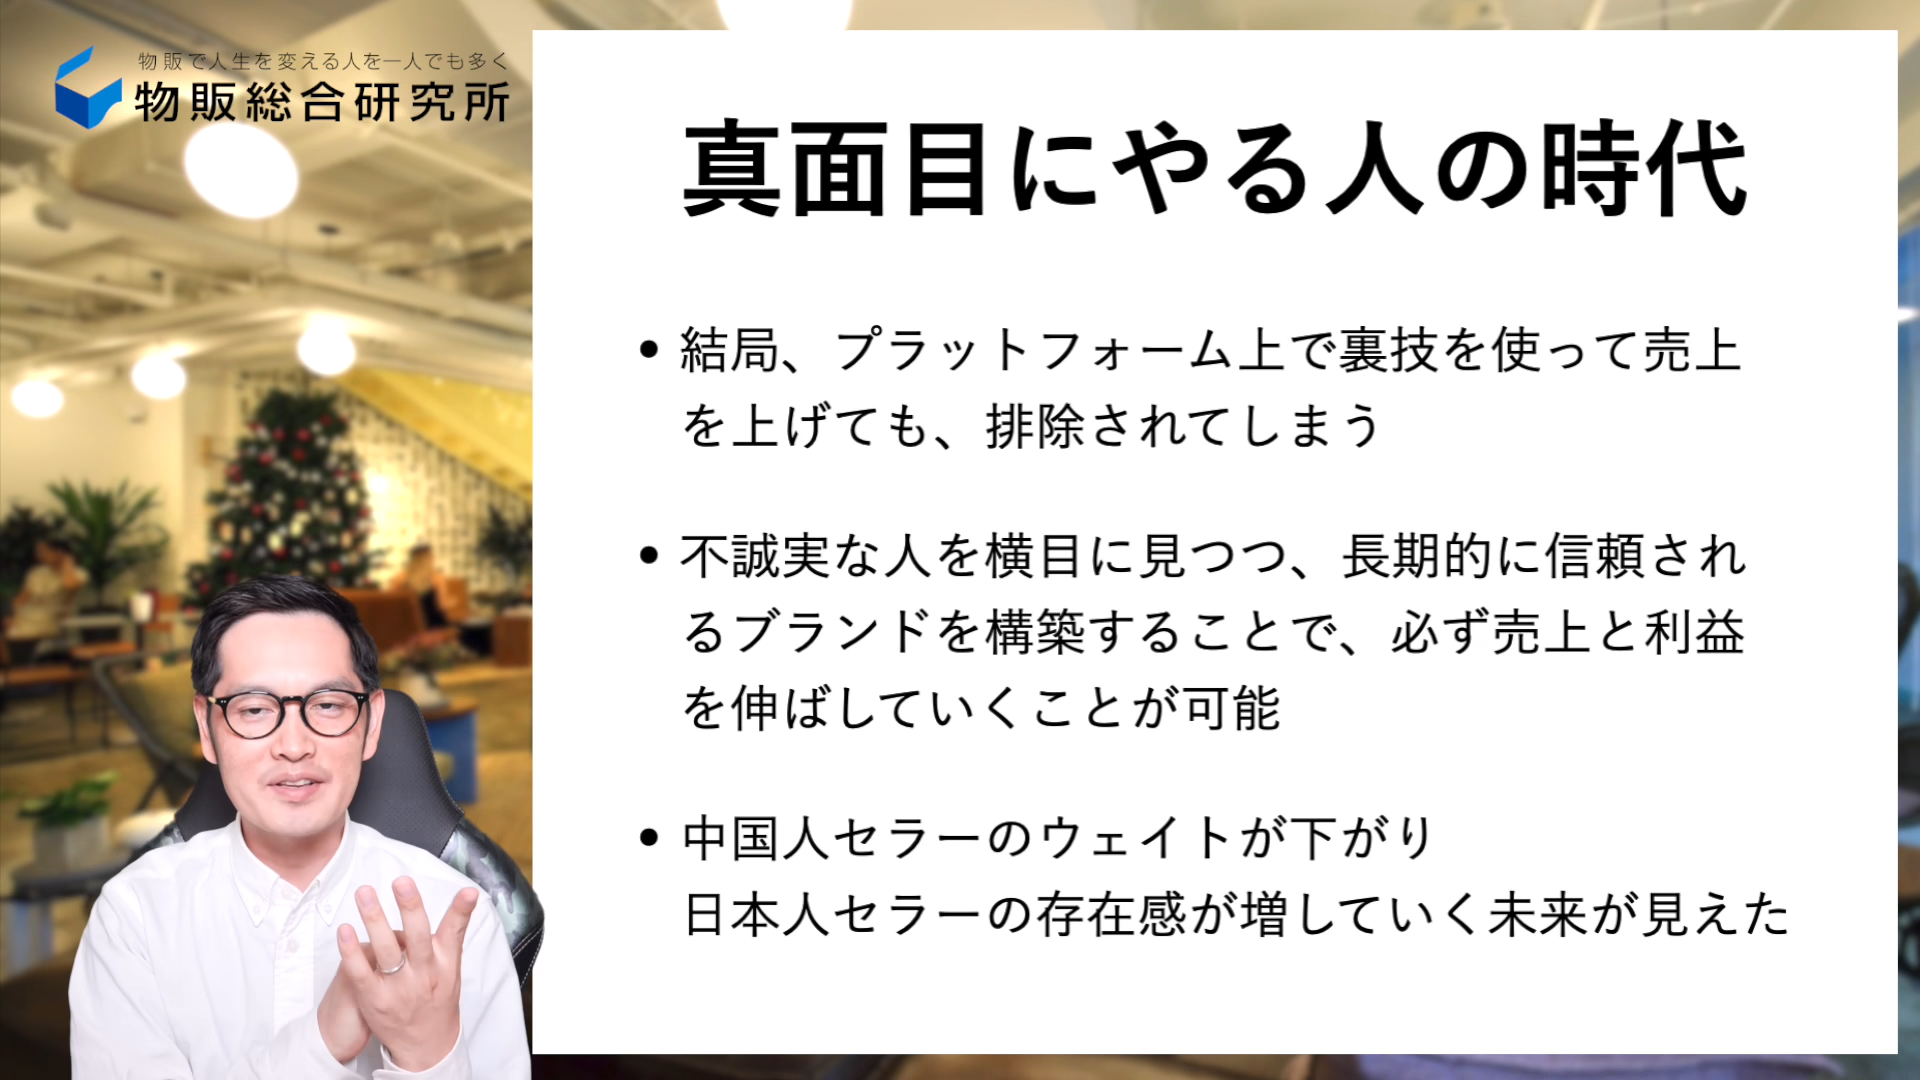 物販で人生を変える人を一人でも多く
物販総合研究所
真面目にやる人の時代
• 結局、プラットフォーム上で裏技を使って売上
を上げても、排除されてしまう
• 不誠実な人を横目に見つつ、長期的に信頼され
るブランドを構築することで、必ず売上と利益
を伸ばしていくことが可能
• 中国人セラーのウェイトが下がり
日本人セラーの存在感が増していく未来が見えた